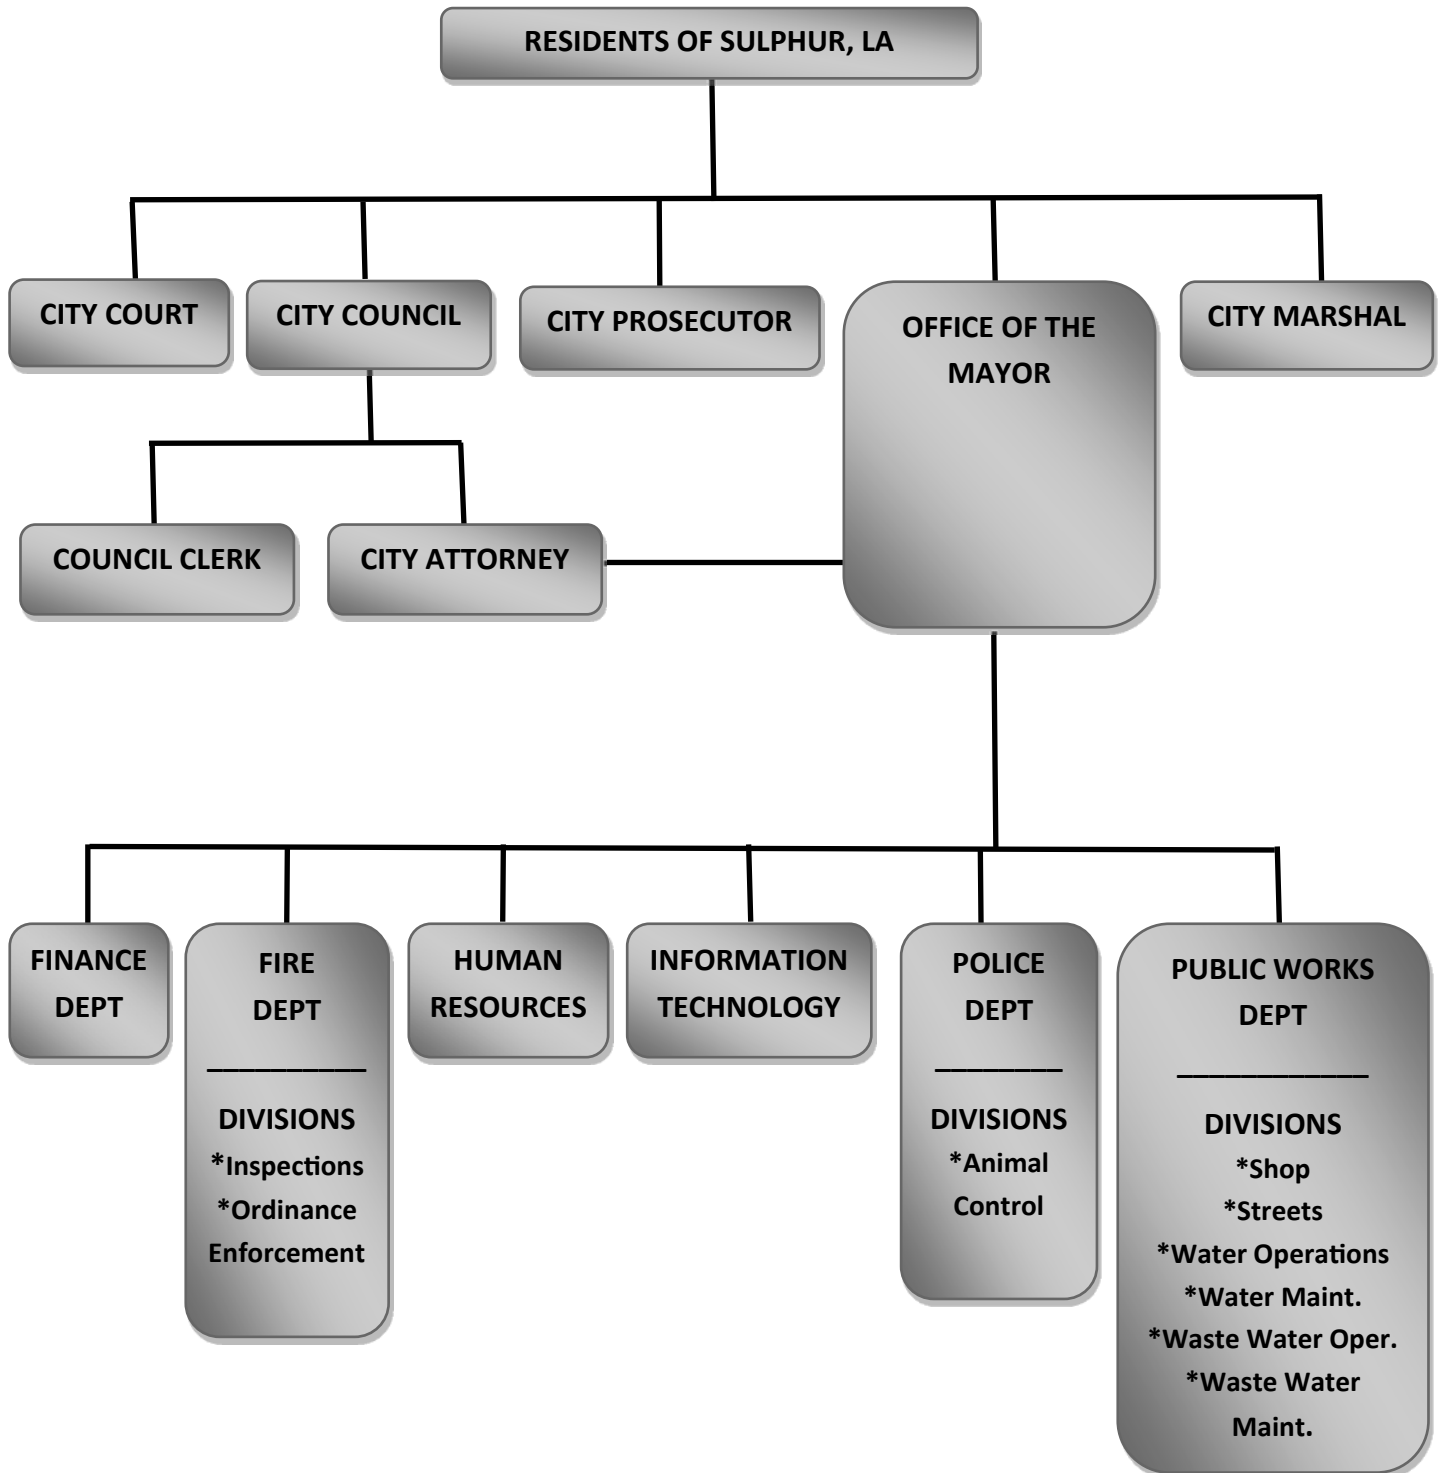 RESIDENTS OF SULPHUR, LA
CITY COURT
CITY COUNCIL
CITY PROSECUTOR
OFFICE OF THE
MAYOR
CITY MARSHAL
COUNCIL CLERK
CITY ATTORNEY
FINANCE
DEPT
FIRE
DEPT
DIVISIONS
*Inspections
*Ordinance
Enforcement
HUMAN
RESOURCES
INFORMATION
TECHNOLOGY
POLICE
DEPT
DIVISIONS
*Animal
Control
PUBLIC WORKS
DEPT
DIVISIONS
*Shop
*Streets
*Water Operations
*Water Maint.
*Waste Water Oper.
*Waste Water
Maint.